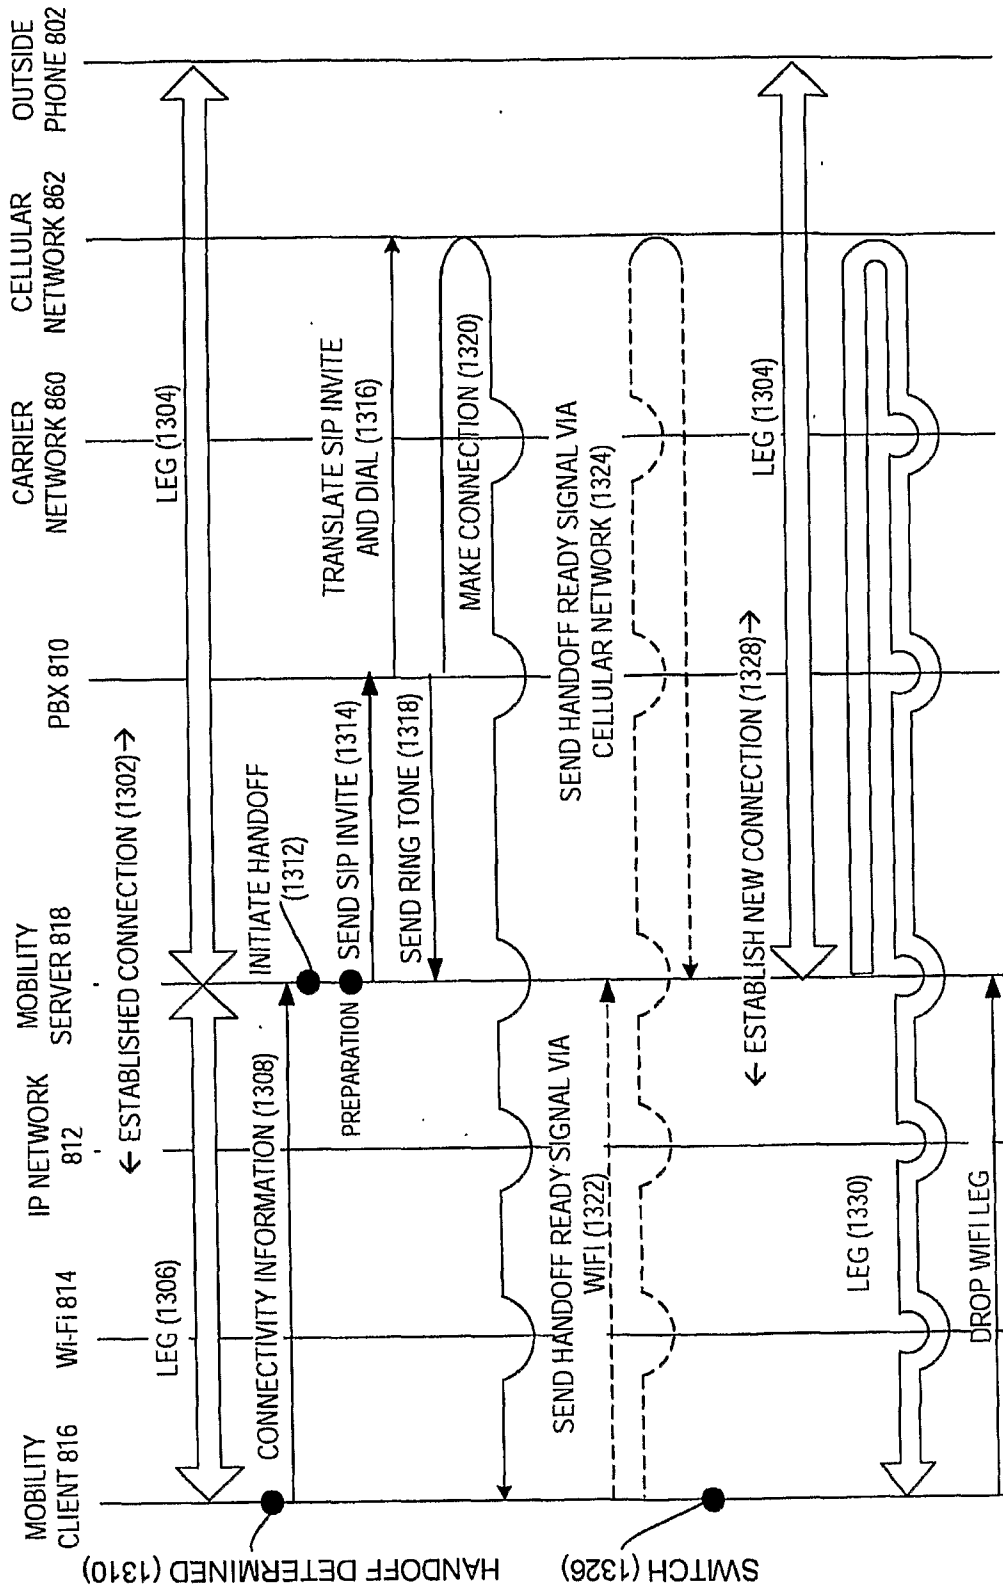 MOBILITY
CLIENT 816
Wi-Fi 814
IP NETWORK
812
MOBILITY
SERVER 818
PBX 810
CARRIER
NETWORK 860
CELLULAR
NETWORK 862
OUTSIDE
PHONE 802
← ESTABLISHED CONNECTION (1302)→
LEG (1306)
LEG (1304)
HANDOFF DETERMINED (1310)
CONNECTIVITY INFORMATION (1308)
INITIATE HANDOFF
(1312)
PREPARATION
SEND SIP INVITE (1314)
TRANSLATE SIP INVITE
AND DIAL (1316)
SEND RING TONE (1318)
MAKE CONNECTION (1320)
SEND HANDOFF READY SIGNAL VIA
WIFI (1322)
SEND HANDOFF READY SIGNAL VIA
CELLULAR NETWORK (1324)
SWITCH (1326)
← ESTABLISH NEW CONNECTION (1328)→
LEG (1304)
LEG (1330)
DROP WIFI LEG